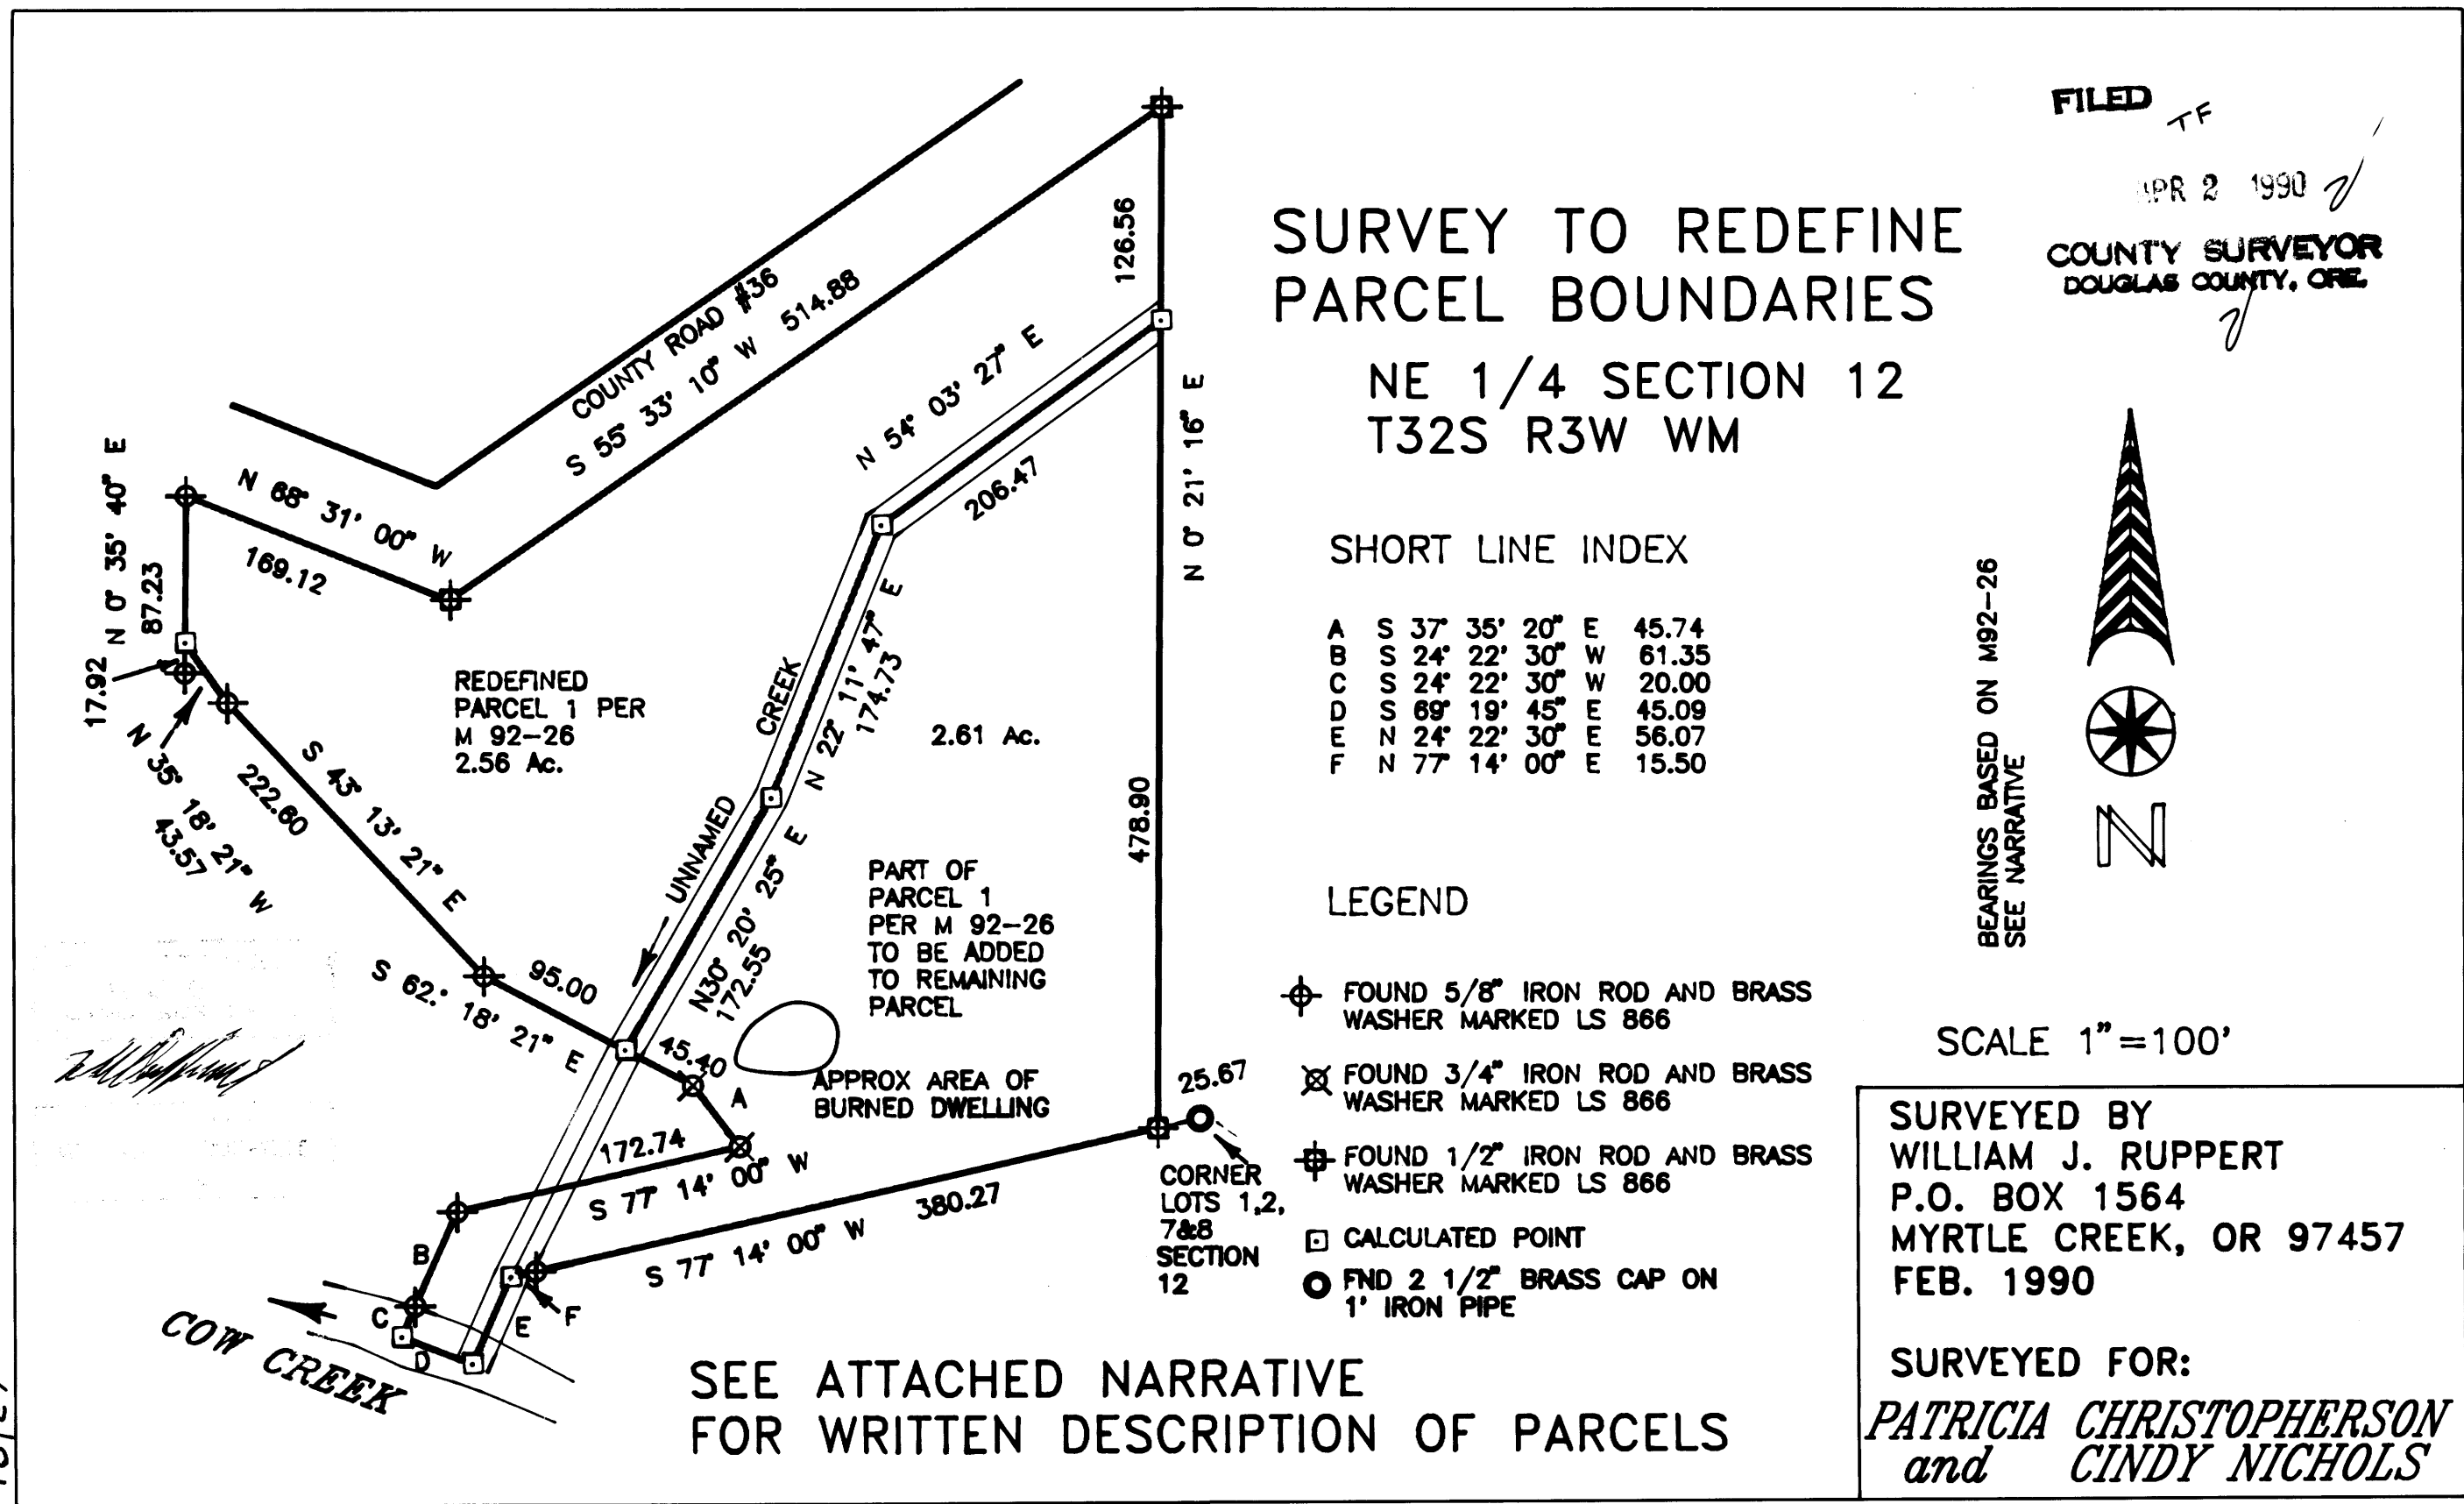 FILED
TF
APR 2 1990
COUNTY SURVEYOR
DOUGLAS COUNTY, ORE.
SURVEY TO REDEFINE
PARCEL BOUNDARIES
NE 1/4 SECTION 12
T32S R3W WM
COUNTY ROAD #36
S 55° 33' 10" W 514.88
126.56
N 54° 03' 27" E
206.47
N 0° 21' 16" E
478.90
N 68° 31' 00" W
169.12
N 0° 35' 40" E
87.23
17.92
N 35° 18' 21" W
43.57
S 43° 13' 21" E
222.60
REDEFINED
PARCEL 1 PER
M 92-26
2.56 Ac.
UNNAMED CREEK
N 22° 11' 47" E
174.73
2.61 Ac.
N30° 20' 25" E
172.55
PART OF
PARCEL 1
PER M 92-26
TO BE ADDED
TO REMAINING
PARCEL
S 62.° 18' 21" E
95.00
45.40
A
APPROX AREA OF
BURNED DWELLING
172.74
S 77° 14' 00" W
S 77° 14' 00" W 380.27
25.67
CORNER
LOTS 1,2,
7&8
SECTION
12
B
C
D
E
F
COW CREEK
SHORT LINE INDEX
A S 37° 35' 20" E 45.74
B S 24° 22' 30" W 61.35
C S 24° 22' 30" W 20.00
D S 69° 19' 45" E 45.09
E N 24° 22' 30" E 56.07
F N 77° 14' 00" E 15.50
LEGEND
FOUND 5/8" IRON ROD AND BRASS
WASHER MARKED LS 866
FOUND 3/4" IRON ROD AND BRASS
WASHER MARKED LS 866
FOUND 1/2" IRON ROD AND BRASS
WASHER MARKED LS 866
CALCULATED POINT
FND 2 1/2" BRASS CAP ON
1' IRON PIPE
BEARINGS BASED ON M92-26
SEE NARRATIVE
N
SCALE 1"=100'
SEE ATTACHED NARRATIVE
FOR WRITTEN DESCRIPTION OF PARCELS
SURVEYED BY
WILLIAM J. RUPPERT
P.O. BOX 1564
MYRTLE CREEK, OR 97457
FEB. 1990
SURVEYED FOR:
PATRICIA CHRISTOPHERSON
and CINDY NICHOLS